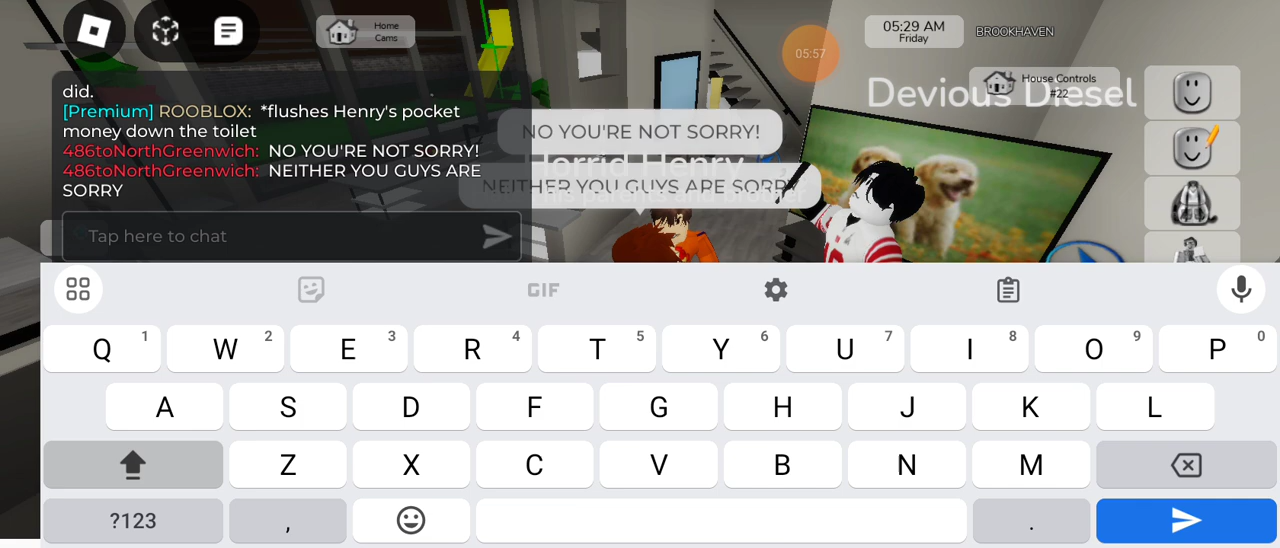 Home
Cams
05:57
05:29 AM
Friday
BROOKHAVEN
House Controls
#22
Devious Diesel
did.
[Premium] ROOBLOX: *flushes Henry's pocket
money down the toilet
486toNorthGreenwich: NO YOU'RE NOT SORRY!
486toNorthGreenwich: NEITHER YOU GUYS ARE
SORRY
NO YOU'RE NOT SORRY!
Horrid Henry
NEITHER YOU GUYS ARE SORRY
Tap here to chat
GIF
Q 1 W 2 E 3 R 4 T 5 Y 6 U 7 I 8 O 9 P 0
A S D F G H J K L
Z X C V B N M
?123 , .